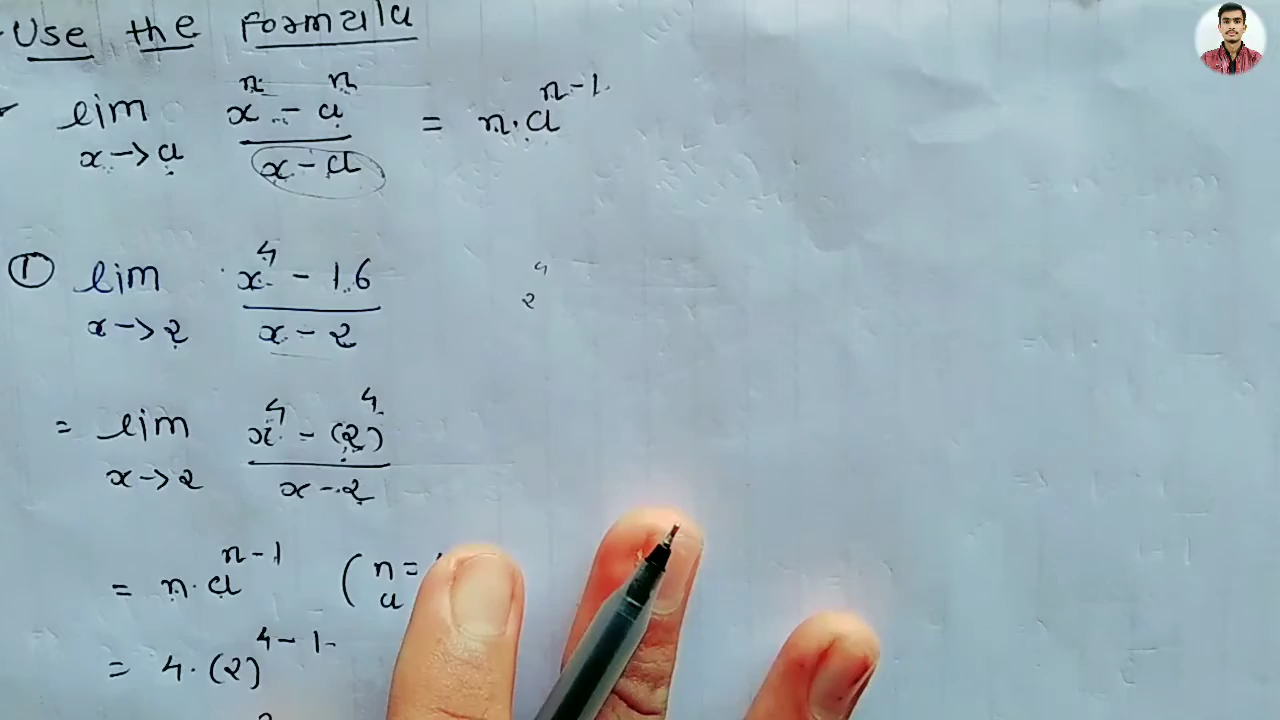 Use the Formula
lim x→a (xⁿ - aⁿ)/(x - a) = n·aⁿ⁻¹
① lim x→2 (x⁴ - 16)/(x - 2)
2⁴
= lim x→2 (x⁴ - (2)⁴)/(x - 2)
= n·aⁿ⁻¹ (n=
a
= 4·(2)⁴⁻¹